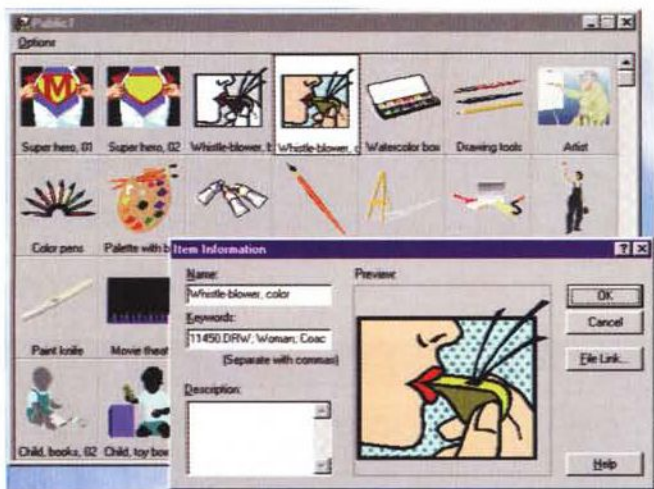 Public1
Options
Super hero, 01 Super hero, 02 Whistle-blower, b Whistle-blower, c Watercolor box Drawing tools Artist
Color pens Palette with b
Item Information
Name: Preview:
Whistle-blower, color OK
Keywords: Cancel
11450.DRW; Woman; Coac
(Separate with commas) File Link...
Description:
Paint knife Movie theat
Child, books, 02 Child, toy box Help